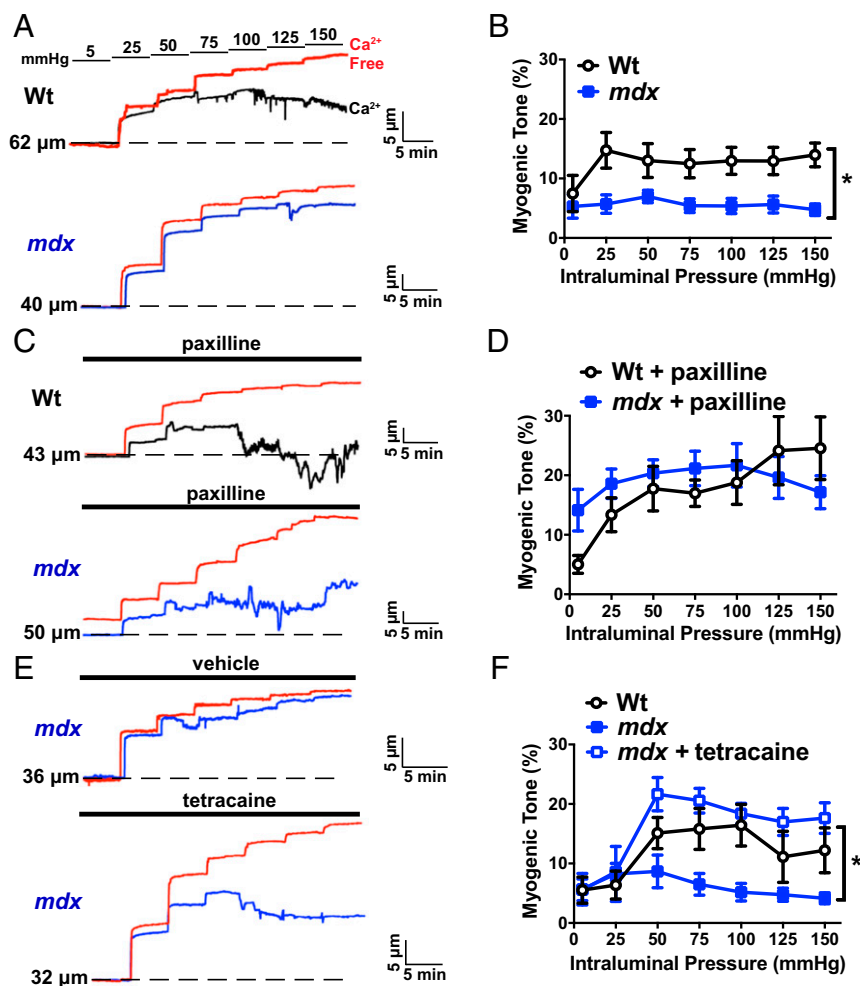 A
mmHg 5 25 50 75 100 125 150
Ca²⁺
Free
Wt
Ca²⁺
62 µm
5 µm
5 min
mdx
40 µm
5 µm
5 min
B
Wt
mdx
Myogenic Tone (%)
30
20
10
0
*
0 25 50 75 100 125 150
Intraluminal Pressure (mmHg)
C
paxilline
Wt
43 µm
5 µm
5 min
paxilline
mdx
50 µm
5 µm
5 min
D
Wt + paxilline
mdx + paxilline
Myogenic Tone (%)
30
20
10
0
0 25 50 75 100 125 150
Intraluminal Pressure (mmHg)
E
vehicle
mdx
36 µm
5 µm
5 min
tetracaine
mdx
32 µm
5 µm
5 min
F
Wt
mdx
mdx + tetracaine
Myogenic Tone (%)
30
20
10
0
*
0 25 50 75 100 125 150
Intraluminal Pressure (mmHg)